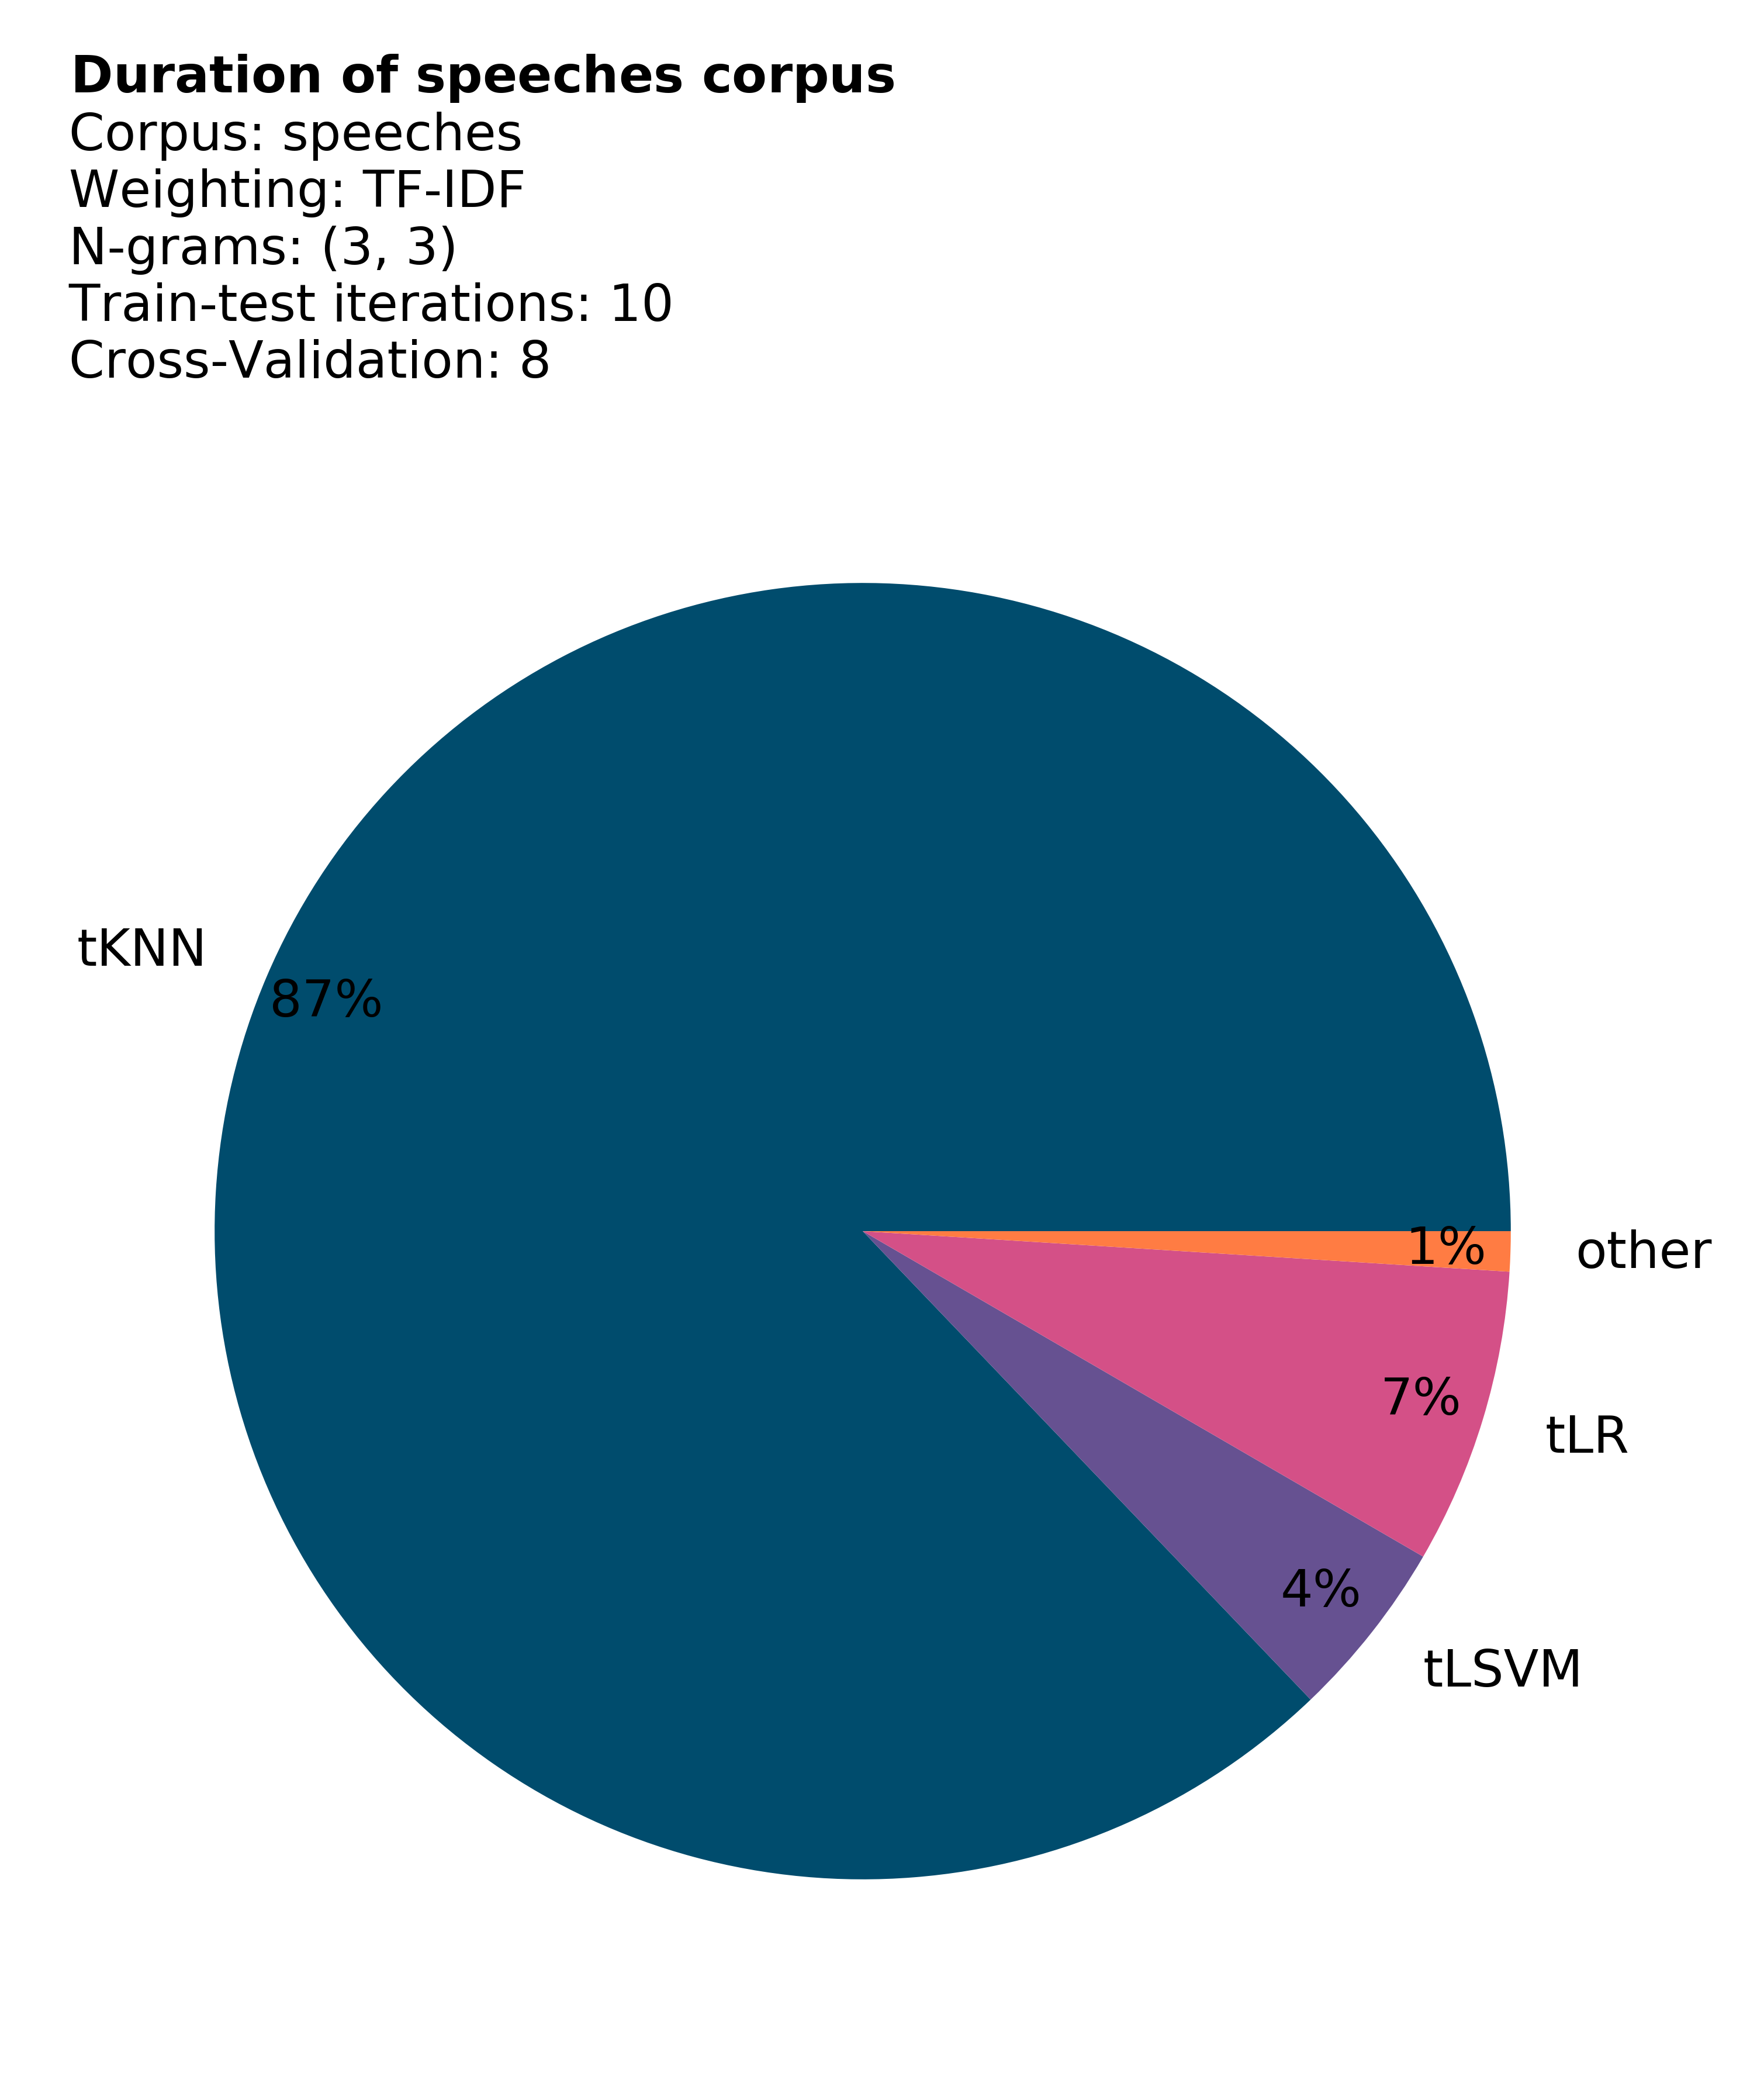 Duration of speeches corpus
Corpus: speeches
Weighting: TF-IDF
N-grams: (3, 3)
Train-test iterations: 10
Cross-Validation: 8
tKNN
87%
1%
other
7%
tLR
4%
tLSVM